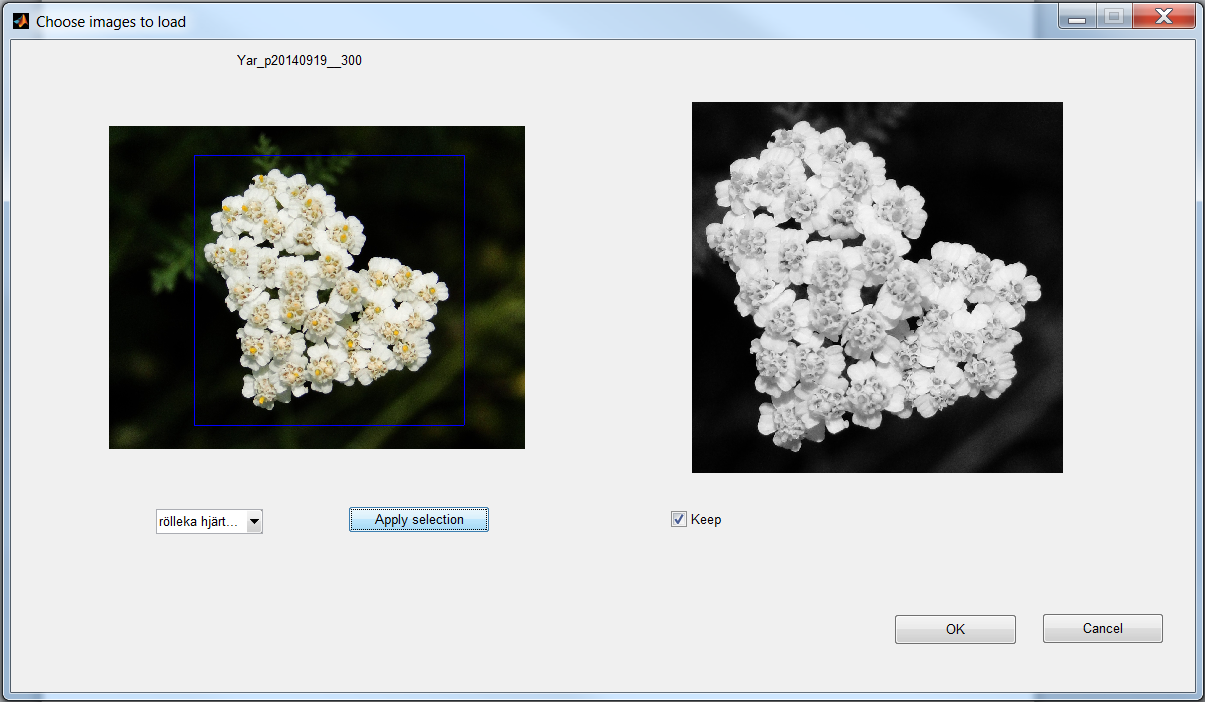 Choose images to load
Yar_p20140919__300
rölleka hjärt...
Apply selection
Keep
OK
Cancel